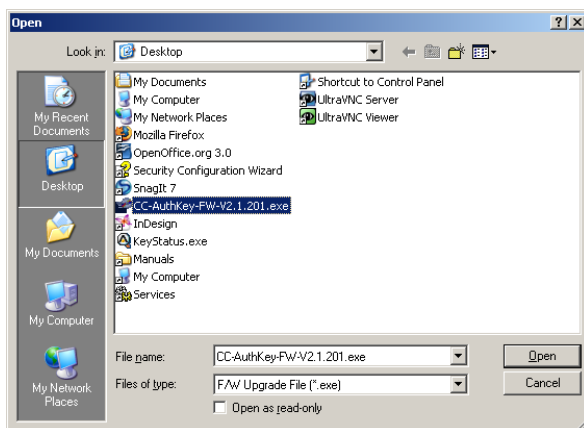 Open
Look in:
Desktop
My Recent
Documents
Desktop
My Documents
My Computer
My Network
Places
My Documents
My Computer
My Network Places
Mozilla Firefox
OpenOffice.org 3.0
Security Configuration Wizard
SnagIt 7
CC-AuthKey-FW-V2.1.201.exe
InDesign
KeyStatus.exe
Manuals
My Computer
Services
Shortcut to Control Panel
UltraVNC Server
UltraVNC Viewer
File name:
CC-AuthKey-FW-V2.1.201.exe
Open
Files of type:
F/W Upgrade File (*.exe)
Cancel
Open as read-only